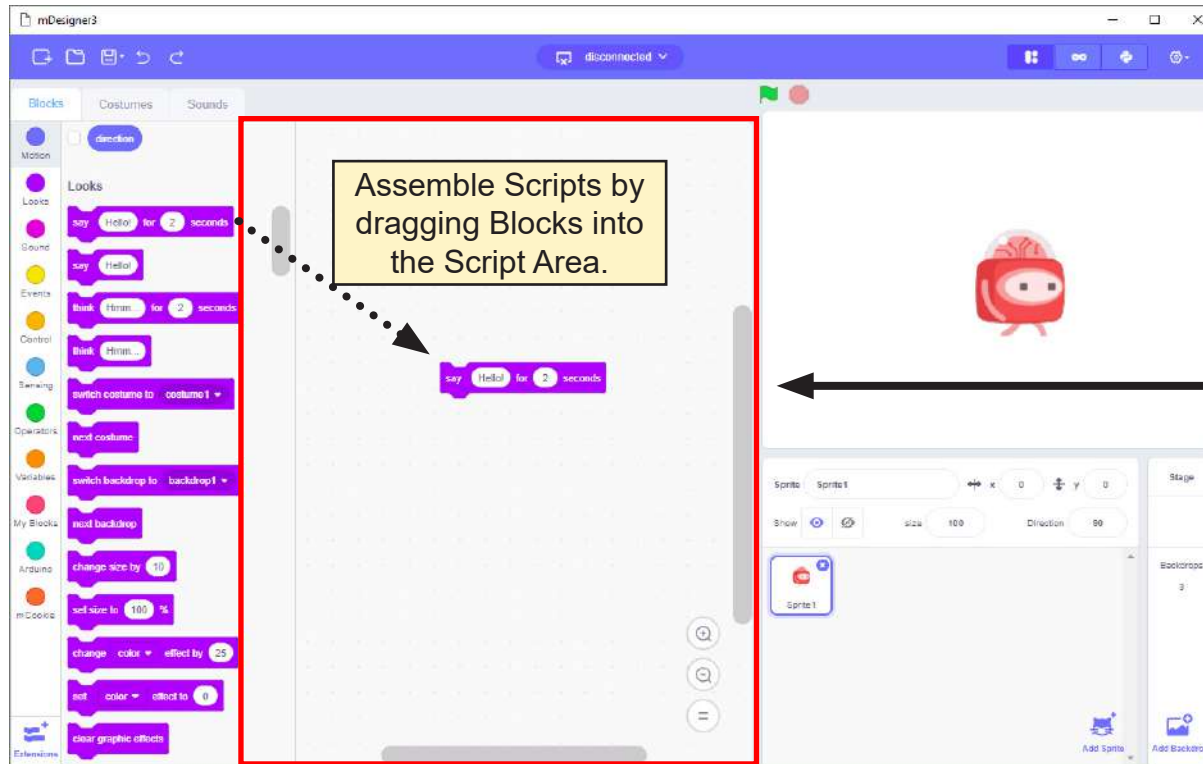 mDesigner3
disconnected
Blocks Costumes Sounds
Motion
Looks
Sound
Events
Control
Sensing
Operators
Variables
My Blocks
Arduino
mCookie
Extensions
direction
Looks
say Hello! for 2 seconds
say Hello!
think Hmm... for 2 seconds
think Hmm...
switch costume to costume1
next costume
switch backdrop to backdrop1
next backdrop
change size by 10
set size to 100 %
change color effect by 25
set color effect to 0
clear graphic effects
Assemble Scripts by
dragging Blocks into
the Script Area.
say Hello! for 2 seconds
Sprite Sprite1 x 0 y 0
Show size 100 Direction 90
Sprite1
Add Sprite
Stage
Backdrops
3
Add Backdro